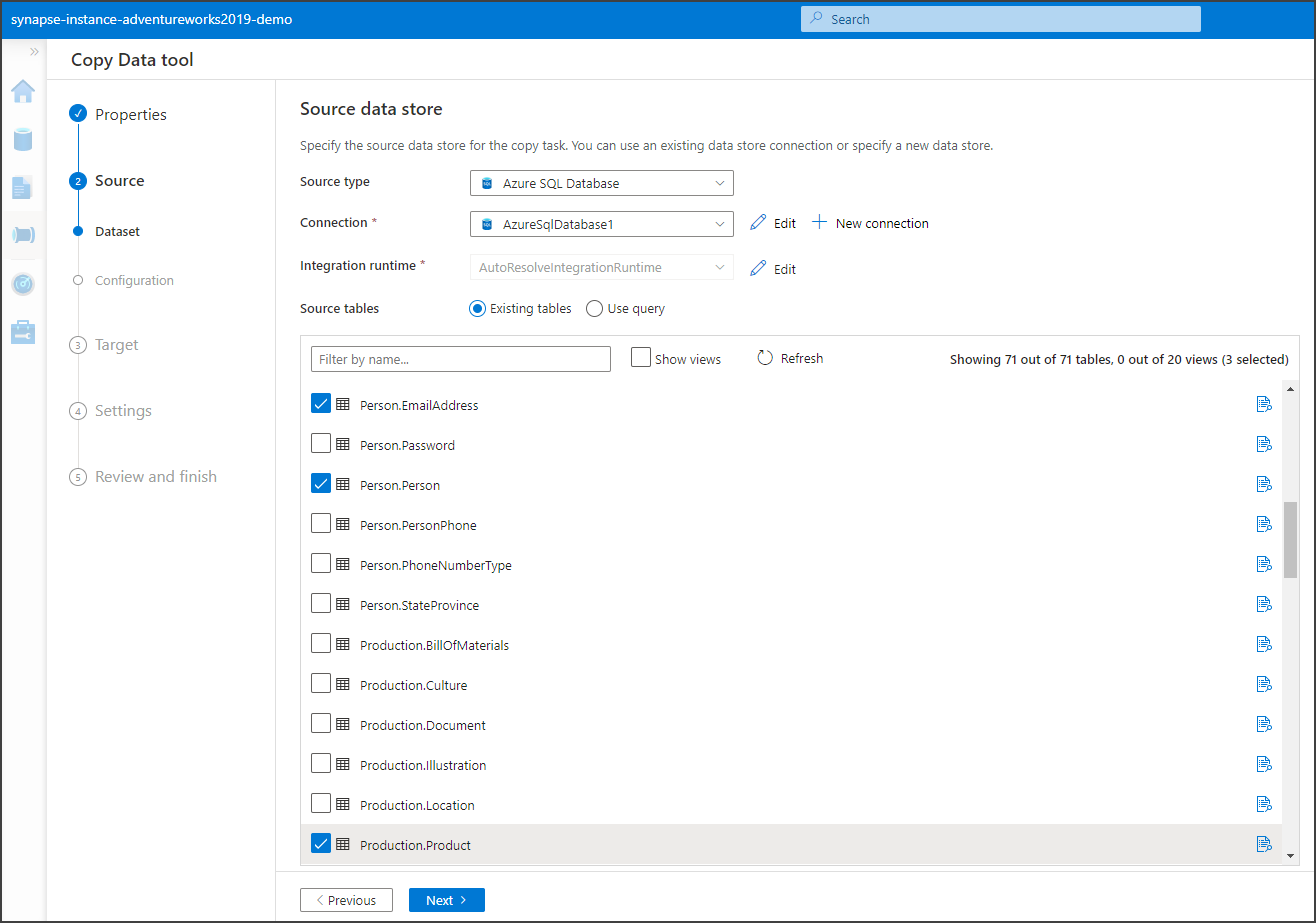 synapse-instance-adventureworks2019-demo
Search
Copy Data tool
Properties
2 Source
Dataset
Configuration
3 Target
4 Settings
5 Review and finish
Source data store
Specify the source data store for the copy task. You can use an existing data store connection or specify a new data store.
Source type Azure SQL Database
Connection * AzureSqlDatabase1 Edit New connection
Integration runtime * AutoResolveIntegrationRuntime Edit
Source tables Existing tables Use query
Filter by name... Show views Refresh Showing 71 out of 71 tables, 0 out of 20 views (3 selected)
Person.EmailAddress
Person.Password
Person.Person
Person.PersonPhone
Person.PhoneNumberType
Person.StateProvince
Production.BillOfMaterials
Production.Culture
Production.Document
Production.Illustration
Production.Location
Production.Product
Previous Next